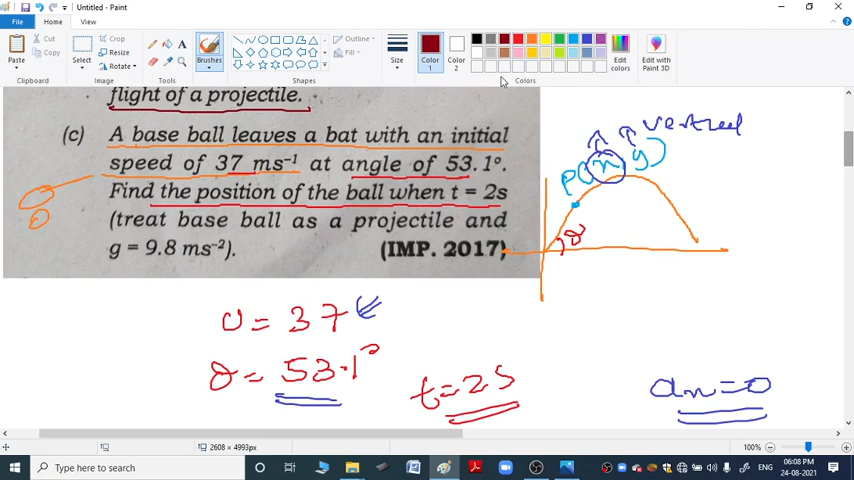 Untitled - Paint
File
Home
View
Cut
Copy
Paste
Clipboard
Crop
Resize
Rotate
Select
Image
Tools
Brushes
Outline
Fill
Shapes
Size
Color 1
Color 2
Edit colors
Edit with Paint 3D
Colors
flight of a projectile.
(c) A base ball leaves a bat with an initial
speed of 37 ms⁻¹ at angle of 53.1°.
Find the position of the ball when t = 2s
(treat base ball as a projectile and
g = 9.8 ms⁻²). (IMP. 2017)
vertical
P(x, y)
θ
U = 37
θ = 53.1°
t = 2S
ax = 0
2608 × 4993px
100%
Type here to search
ENG
06:08 PM
24-08-2021